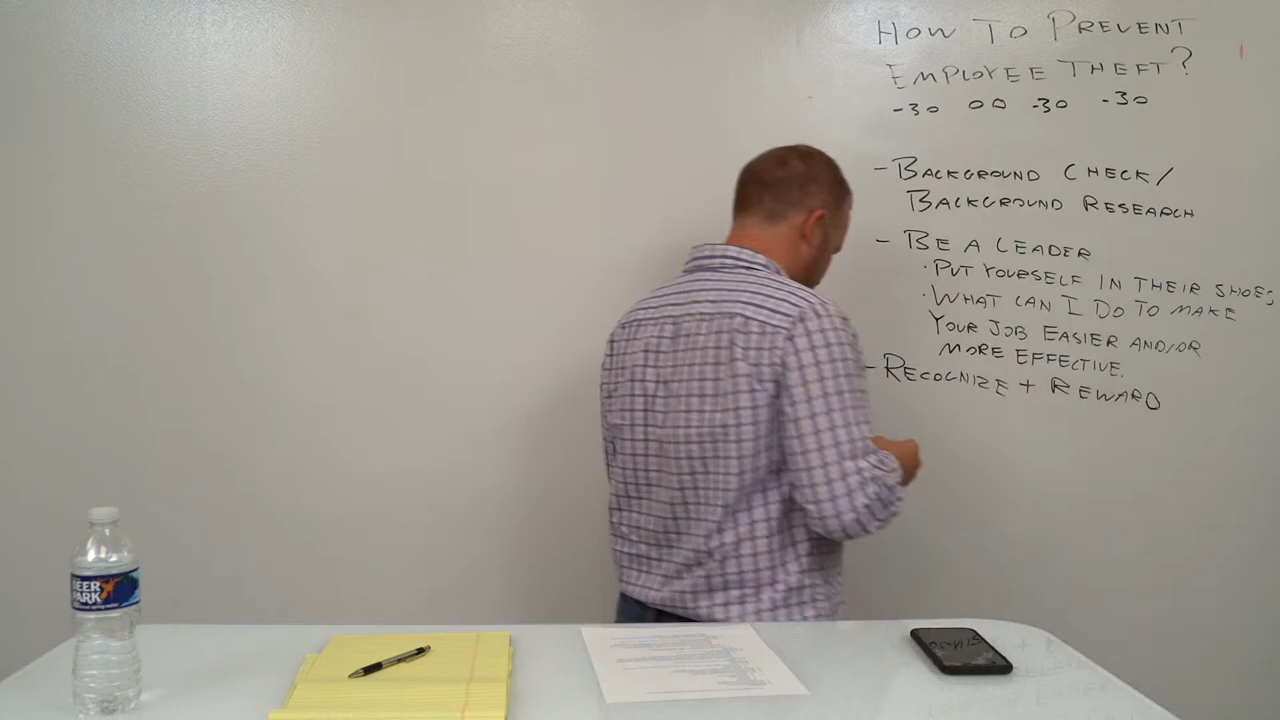 HOW TO PREVENT
EMPLOYEE THEFT?
-30 00 -30 -30
- BACKGROUND CHECK/
BACKGROUND RESEARCH
- BE A LEADER
· PUT YOURSELF IN THEIR SHOES
· WHAT CAN I DO TO MAKE
YOUR JOB EASIER AND/OR
MORE EFFECTIVE.
- RECOGNIZE + REWARD
BEER
PARK